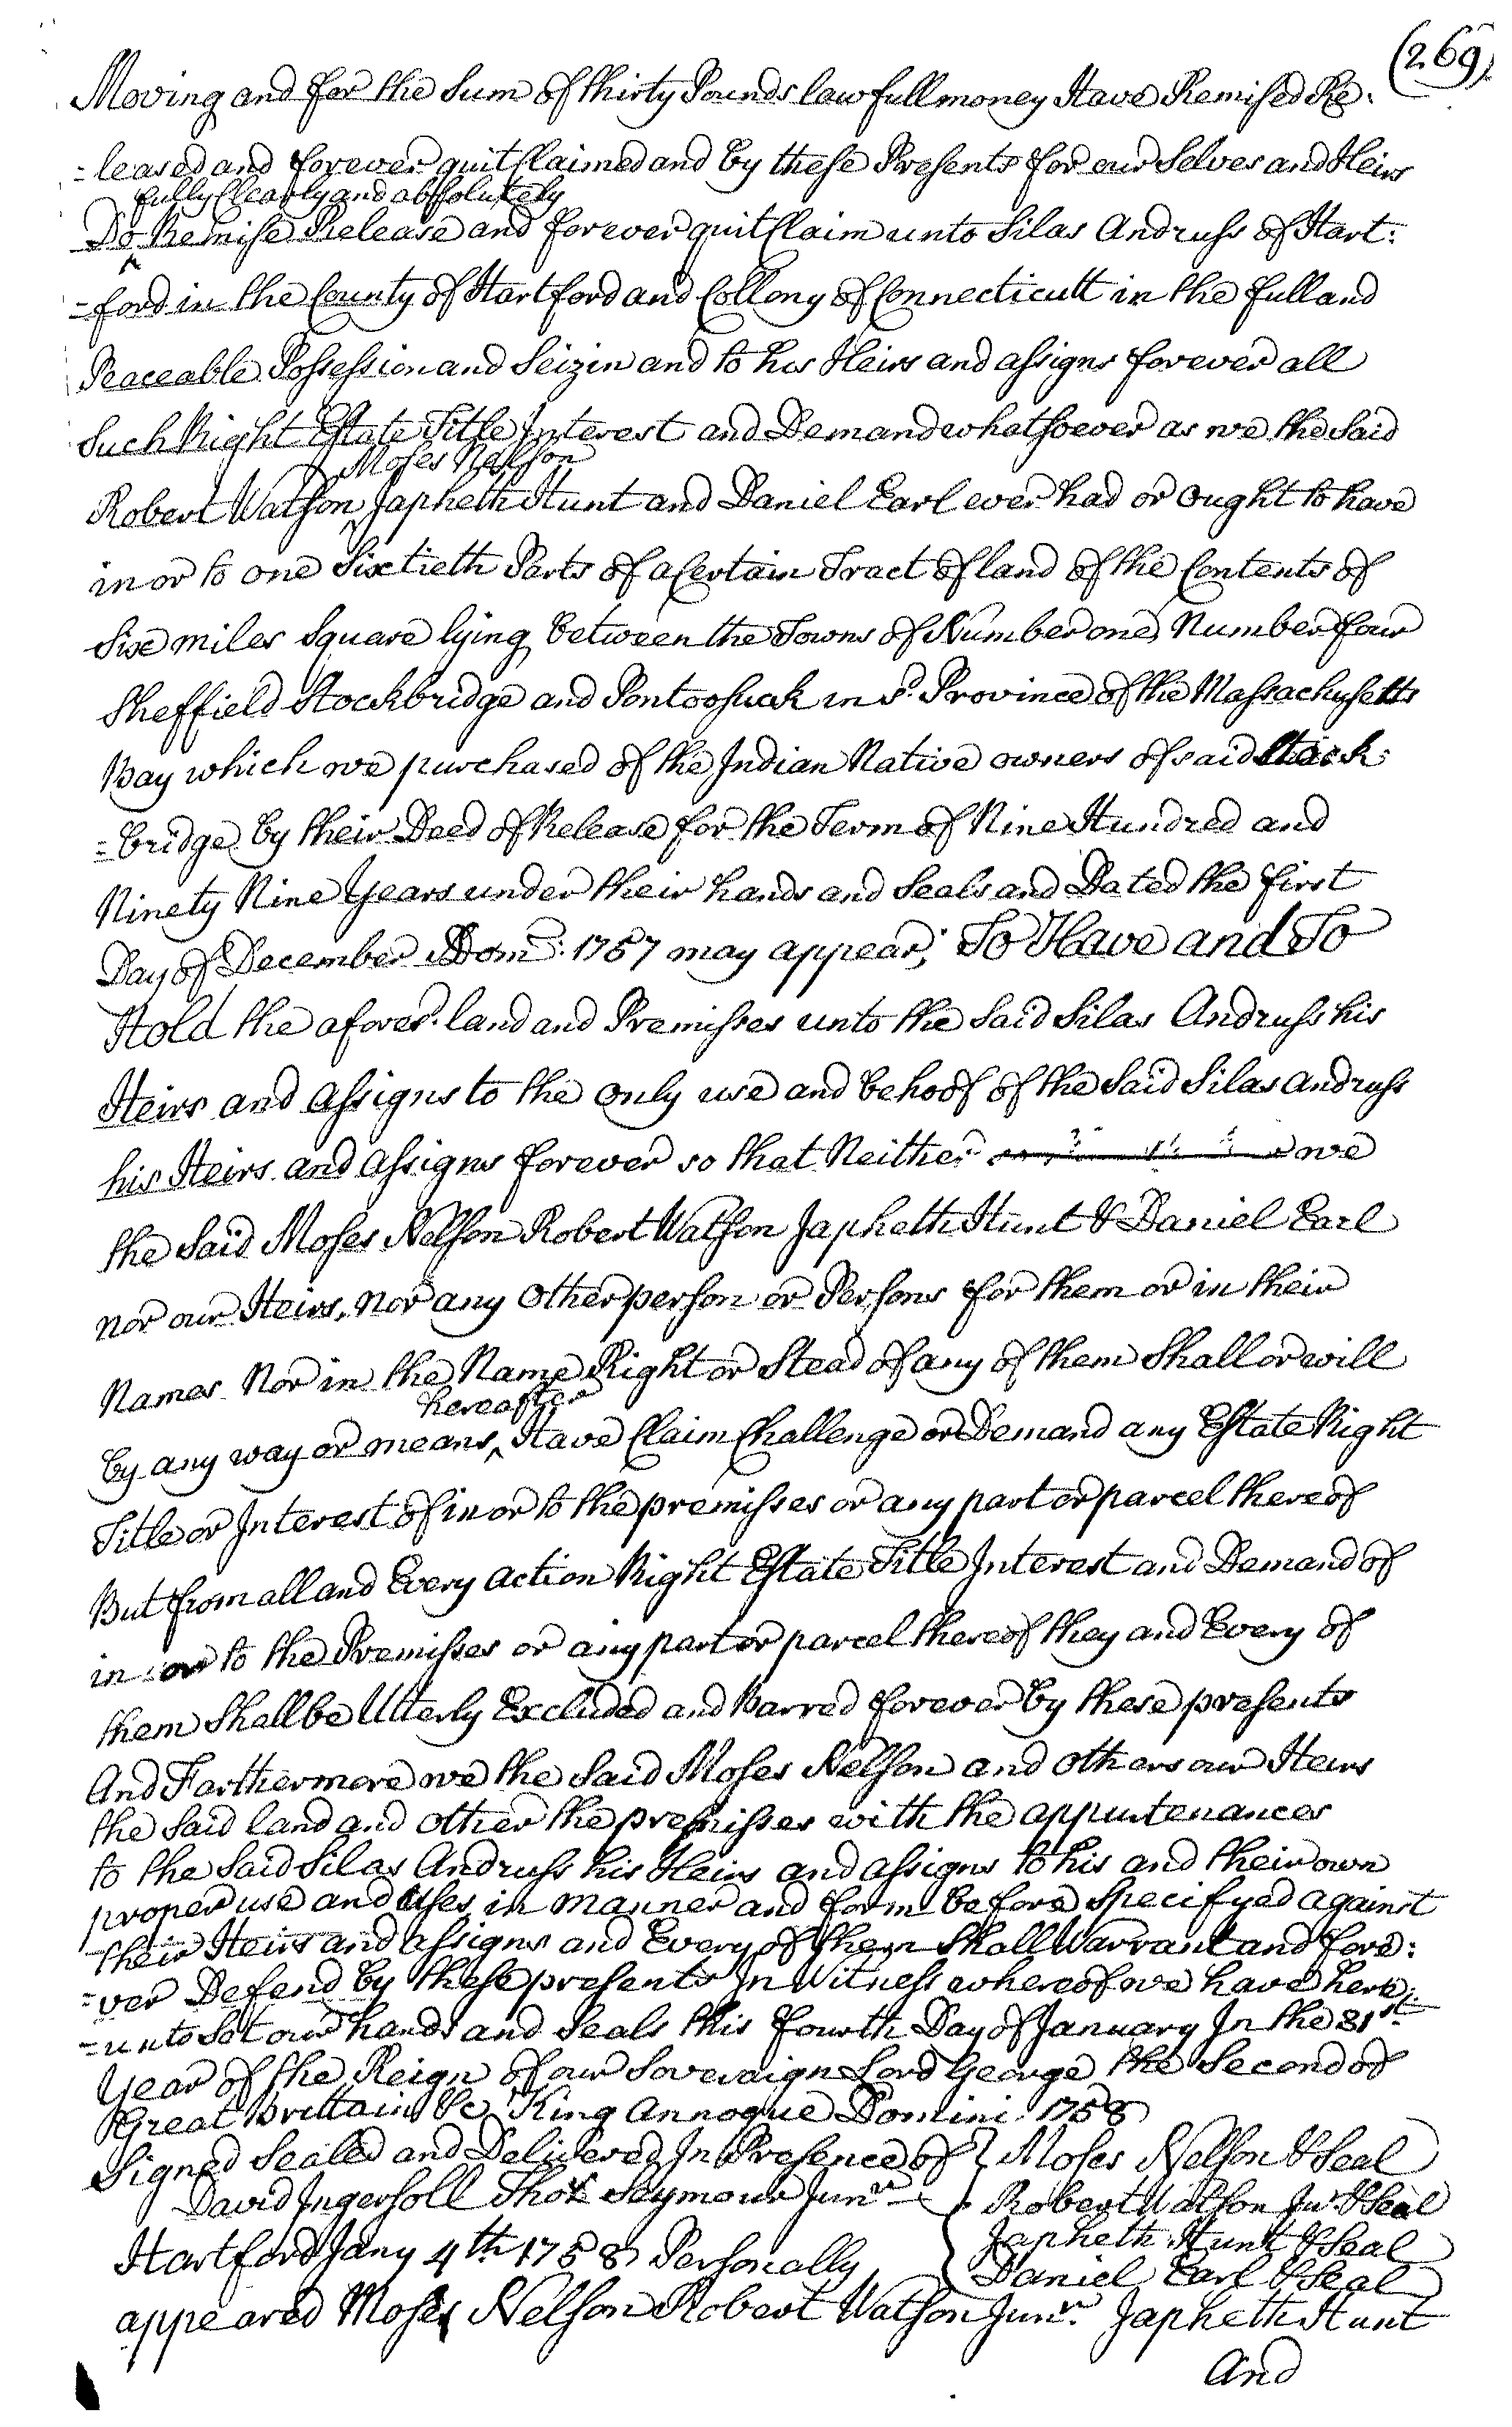 (269)
Moving and for the Sum of thirty Pounds lawfull money Have Remised Re-
=leased and forever quit Claimed and by these Presents for our Selves and Heirs
fully Clearly and absolutely
Do ‸ Remise Release and forever quit Claim unto Silas Andruss of Hart:
=ford in the County of Hartford and Collony of Connecticutt in the full and
Peaceable Possession and Seizin and to his Heirs and assigns forever all
Such Right Estate Title Interest and Demand whatsoever as we the Said
Moses Nellson
Robert Watson ‸ Japheth Hunt and Daniel Earl ever had or ought to have
in or to one Sixtieth Parts of a Certain Tract of land of the Contents of
Six miles Square lying between the Towns of Number one, Number four
Sheffield Stockbridge and Pontoosuck in sd. Province of the Massachusetts
Bay which we purchased of the Indian Native owners of said Stock:
=bridge by their Deed of Release for the Term of Nine Hundred and
Ninety Nine Years under their hands and Seals and Dated the first
Day of December ADom: 1757 may appear; To Have and To
Hold the aforesd. land and Premisses unto the Said Silas Andruss his
Heirs and assigns to the only use and behoof of the Said Silas Andruss
his Heirs and assigns forever so that Neither we
the Said Moses Nelson Robert Watson Japheth Hunt & Daniel Earl
nor our Heirs, nor any other person or Persons for them or in their
Names Nor in the Name Right or Stead of any of them Shall or will
hereafter
by any way or means ‸ Have Claim Challenge or Demand any Estate Right
Title or Interest of in or to the premisses or any part or parcel thereof
But from all and Every action Right Estate Title Interest and Demand of
in or to the Premisses or any part or parcel thereof they and Every of
them Shall be Utterly Excluded and Barred forever by these presents
And Farthermore we the Said Moses Nelson and others our Heirs
the Said land and other the premisses with the appurtenances
to the Said Silas Andruss his Heirs and assigns to his and their own
proper use and Uses in manner and form before Specifyed against
their Heirs and assigns and Every of them Shall Warrant and fore:
=ver Defend by these presents In Witness whereof we have here
=unto Set our hands and Seals this fourth Day of January In the 31st
Year of the Reign of our Soveraign Lord George the Second of
Great Brittain &c King Annoque Domini 1758
Signed Sealed and Delivered In Presence of } Moses Nelson & Seal
David Ingersoll Thos Seymour Junr Robert Watson Jur. & Seal
Japheth Hunt & Seal
Hartford Jany 4th 1758 Personally Daniel Earl & Seal
appeared Moses Nelson Robert Watson Junr. Japheth Hunt
And